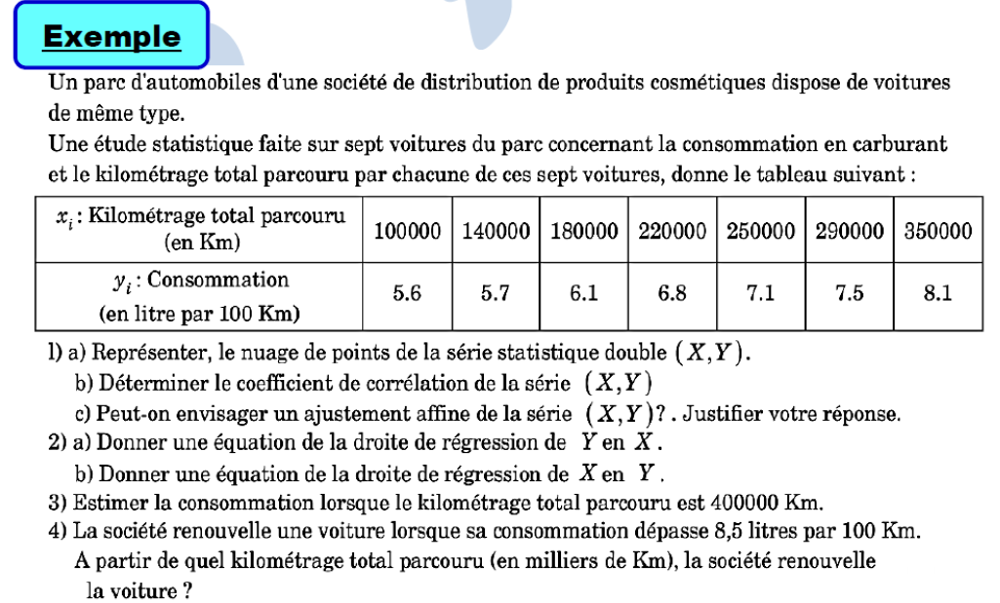 Exemple
Un parc d'automobiles d'une société de distribution de produits cosmétiques dispose de voitures
de même type.
Une étude statistique faite sur sept voitures du parc concernant la consommation en carburant
et le kilométrage total parcouru par chacune de ces sept voitures, donne le tableau suivant :
x_i : Kilométrage total parcouru (en Km) 100000 140000 180000 220000 250000 290000 350000
y_i : Consommation (en litre par 100 Km) 5.6 5.7 6.1 6.8 7.1 7.5 8.1
1) a) Représenter, le nuage de points de la série statistique double (X,Y).
b) Déterminer le coefficient de corrélation de la série (X,Y)
c) Peut-on envisager un ajustement affine de la série (X,Y)? . Justifier votre réponse.
2) a) Donner une équation de la droite de régression de Y en X.
b) Donner une équation de la droite de régression de X en Y.
3) Estimer la consommation lorsque le kilométrage total parcouru est 400000 Km.
4) La société renouvelle une voiture lorsque sa consommation dépasse 8,5 litres par 100 Km.
A partir de quel kilométrage total parcouru (en milliers de Km), la société renouvelle
la voiture ?